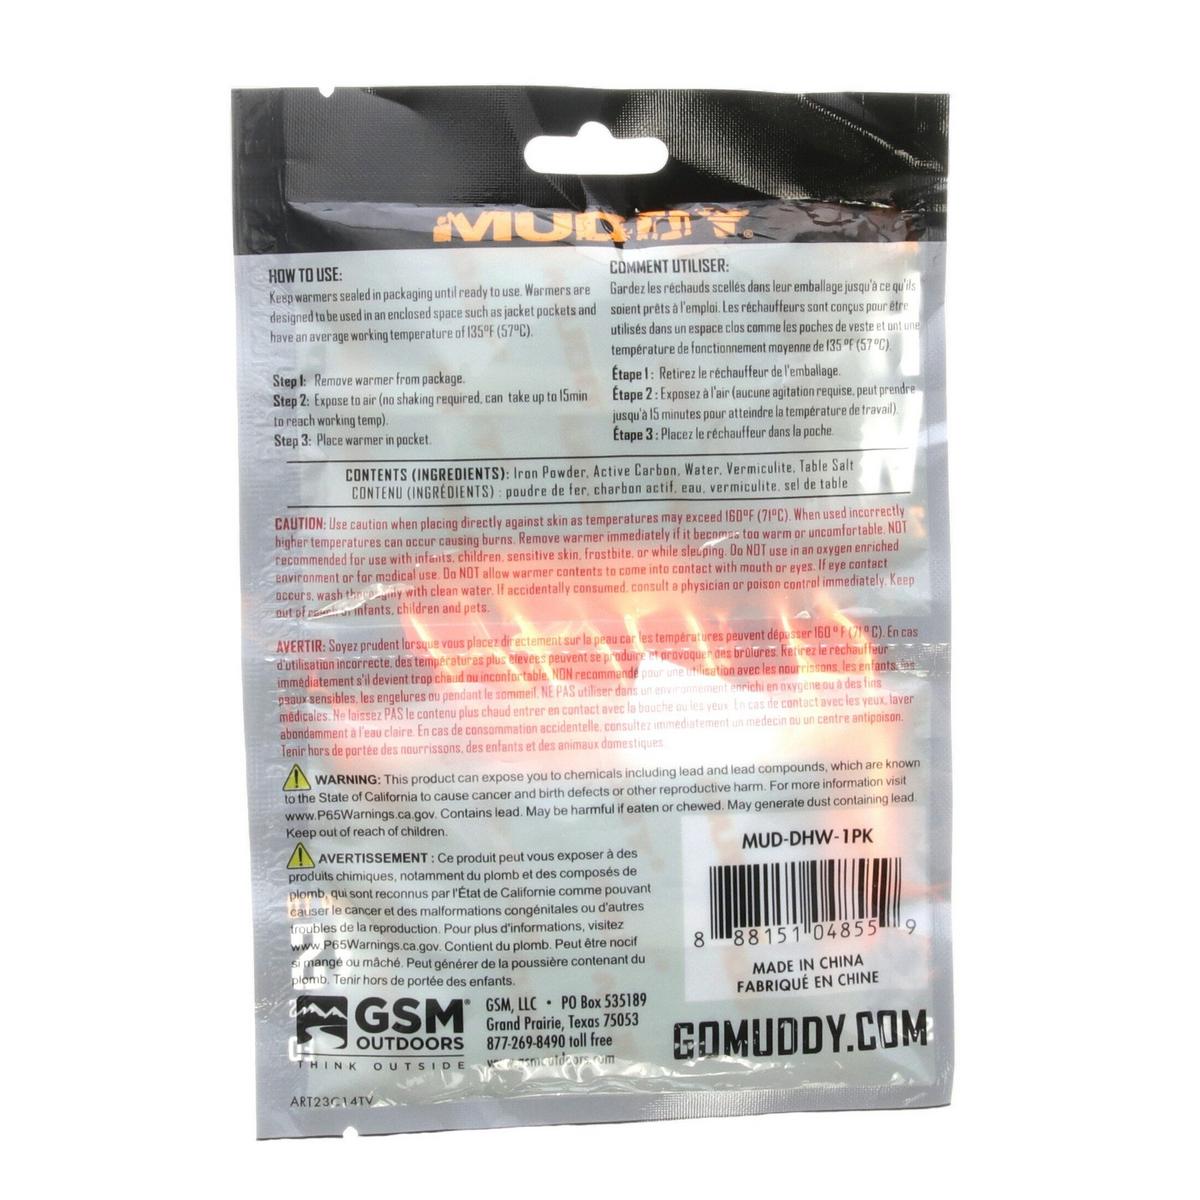 MUDDY®
HOW TO USE:
Keep warmers sealed in packaging until ready to use. Warmers are
designed to be used in an enclosed space such as jacket pockets and
have an average working temperature of 135ºF (57ºC).
Step 1: Remove warmer from package.
Step 2: Expose to air (no shaking required, can take up to 15min
to reach working temp).
Step 3: Place warmer in pocket.
COMMENT UTILISER:
Gardez les réchauds scellés dans leur emballage jusqu'à ce qu'ils
soient prêts à l'emploi. Les réchauffeurs sont conçus pour être
utilisés dans un espace clos comme les poches de veste et ont une
température de fonctionnement moyenne de 135 ºF (57 ºC).
Étape 1 : Retirez le réchauffeur de l'emballage.
Étape 2 : Exposez à l'air (aucune agitation requise, peut prendre
jusqu'à 15 minutes pour atteindre la température de travail).
Étape 3 : Placez le réchauffeur dans la poche.
CONTENTS (INGREDIENTS): Iron Powder, Active Carbon, Water, Vermiculite, Table Salt
CONTENU (INGRÉDIENTS) : poudre de fer, charbon actif, eau, vermiculite, sel de table
CAUTION: Use caution when placing directly against skin as temperatures may exceed 160ºF (71ºC). When used incorrectly
higher temperatures can occur causing burns. Remove warmer immediately if it becomes too warm or uncomfortable. NOT
recommended for use with infants, children, sensitive skin, frostbite, or while sleeping. Do NOT use in an oxygen enriched
environment or for medical use. Do NOT allow warmer contents to come into contact with mouth or eyes. If eye contact
occurs, wash thoroughly with clean water. If accidentally consumed, consult a physician or poison control immediately. Keep
out of reach of infants, children and pets.
AVERTIR: Soyez prudent lorsque vous placez directement sur la peau car les températures peuvent dépasser 160 º F (71 º C). En cas
d'utilisation incorrecte, des températures plus élevées peuvent se produire et provoquer des brûlures. Retirez le réchauffeur
immédiatement s'il devient trop chaud ou inconfortable. NON recommandé pour une utilisation avec les nourrissons, les enfants, les
peaux sensibles, les engelures ou pendant le sommeil. NE PAS utiliser dans un environnement enrichi en oxygène ou à des fins
médicales. Ne laissez PAS le contenu plus chaud entrer en contact avec la bouche ou les yeux. En cas de contact avec les yeux, laver
abondamment à l'eau claire. En cas de consommation accidentelle, consultez immédiatement un médecin ou un centre antipoison.
Tenir hors de portée des nourrissons, des enfants et des animaux domestiques.
WARNING: This product can expose you to chemicals including lead and lead compounds, which are known
to the State of California to cause cancer and birth defects or other reproductive harm. For more information visit
www.P65Warnings.ca.gov. Contains lead. May be harmful if eaten or chewed. May generate dust containing lead.
Keep out of reach of children.
AVERTISSEMENT : Ce produit peut vous exposer à des
produits chimiques, notamment du plomb et des composés de
plomb, qui sont reconnus par l'État de Californie comme pouvant
causer le cancer et des malformations congénitales ou d'autres
troubles de la reproduction. Pour plus d'informations, visitez
www.P65Warnings.ca.gov. Contient du plomb. Peut être nocif
si mangé ou mâché. Peut générer de la poussière contenant du
plomb. Tenir hors de portée des enfants.
MUD-DHW-1PK
8 88151 04855 9
MADE IN CHINA
FABRIQUÉ EN CHINE
GSM®
OUTDOORS
THINK OUTSIDE
GSM, LLC • PO Box 535189
Grand Prairie, Texas 75053
877-269-8490 toll free
www.gsmoutdoors.com
GOMUDDY.COM
ART23C14TV